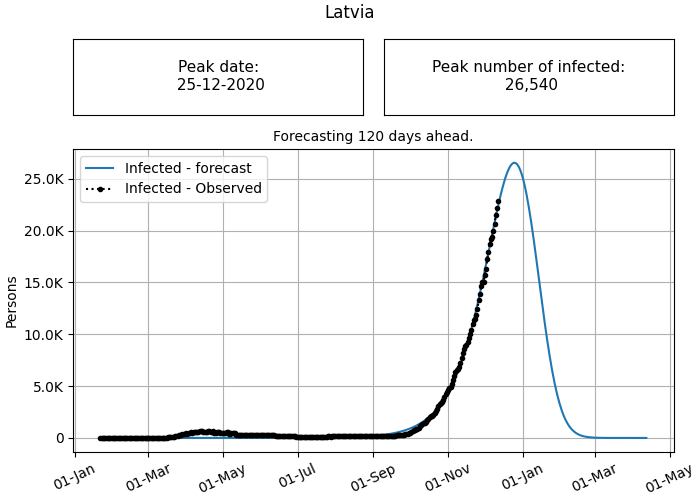 Latvia
Peak date:
25-12-2020
Peak number of infected:
26,540
Forecasting 120 days ahead.
Infected - forecast
Infected - Observed
Persons
25.0K
20.0K
15.0K
10.0K
5.0K
0
01-Jan
01-Mar
01-May
01-Jul
01-Sep
01-Nov
01-Jan
01-Mar
01-May